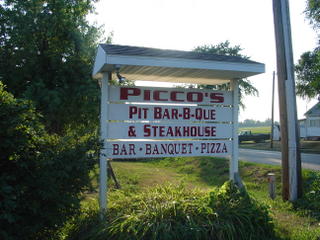 PICCO'S
PIT BAR-B-QUE
& STEAKHOUSE
BAR • BANQUET • PIZZA